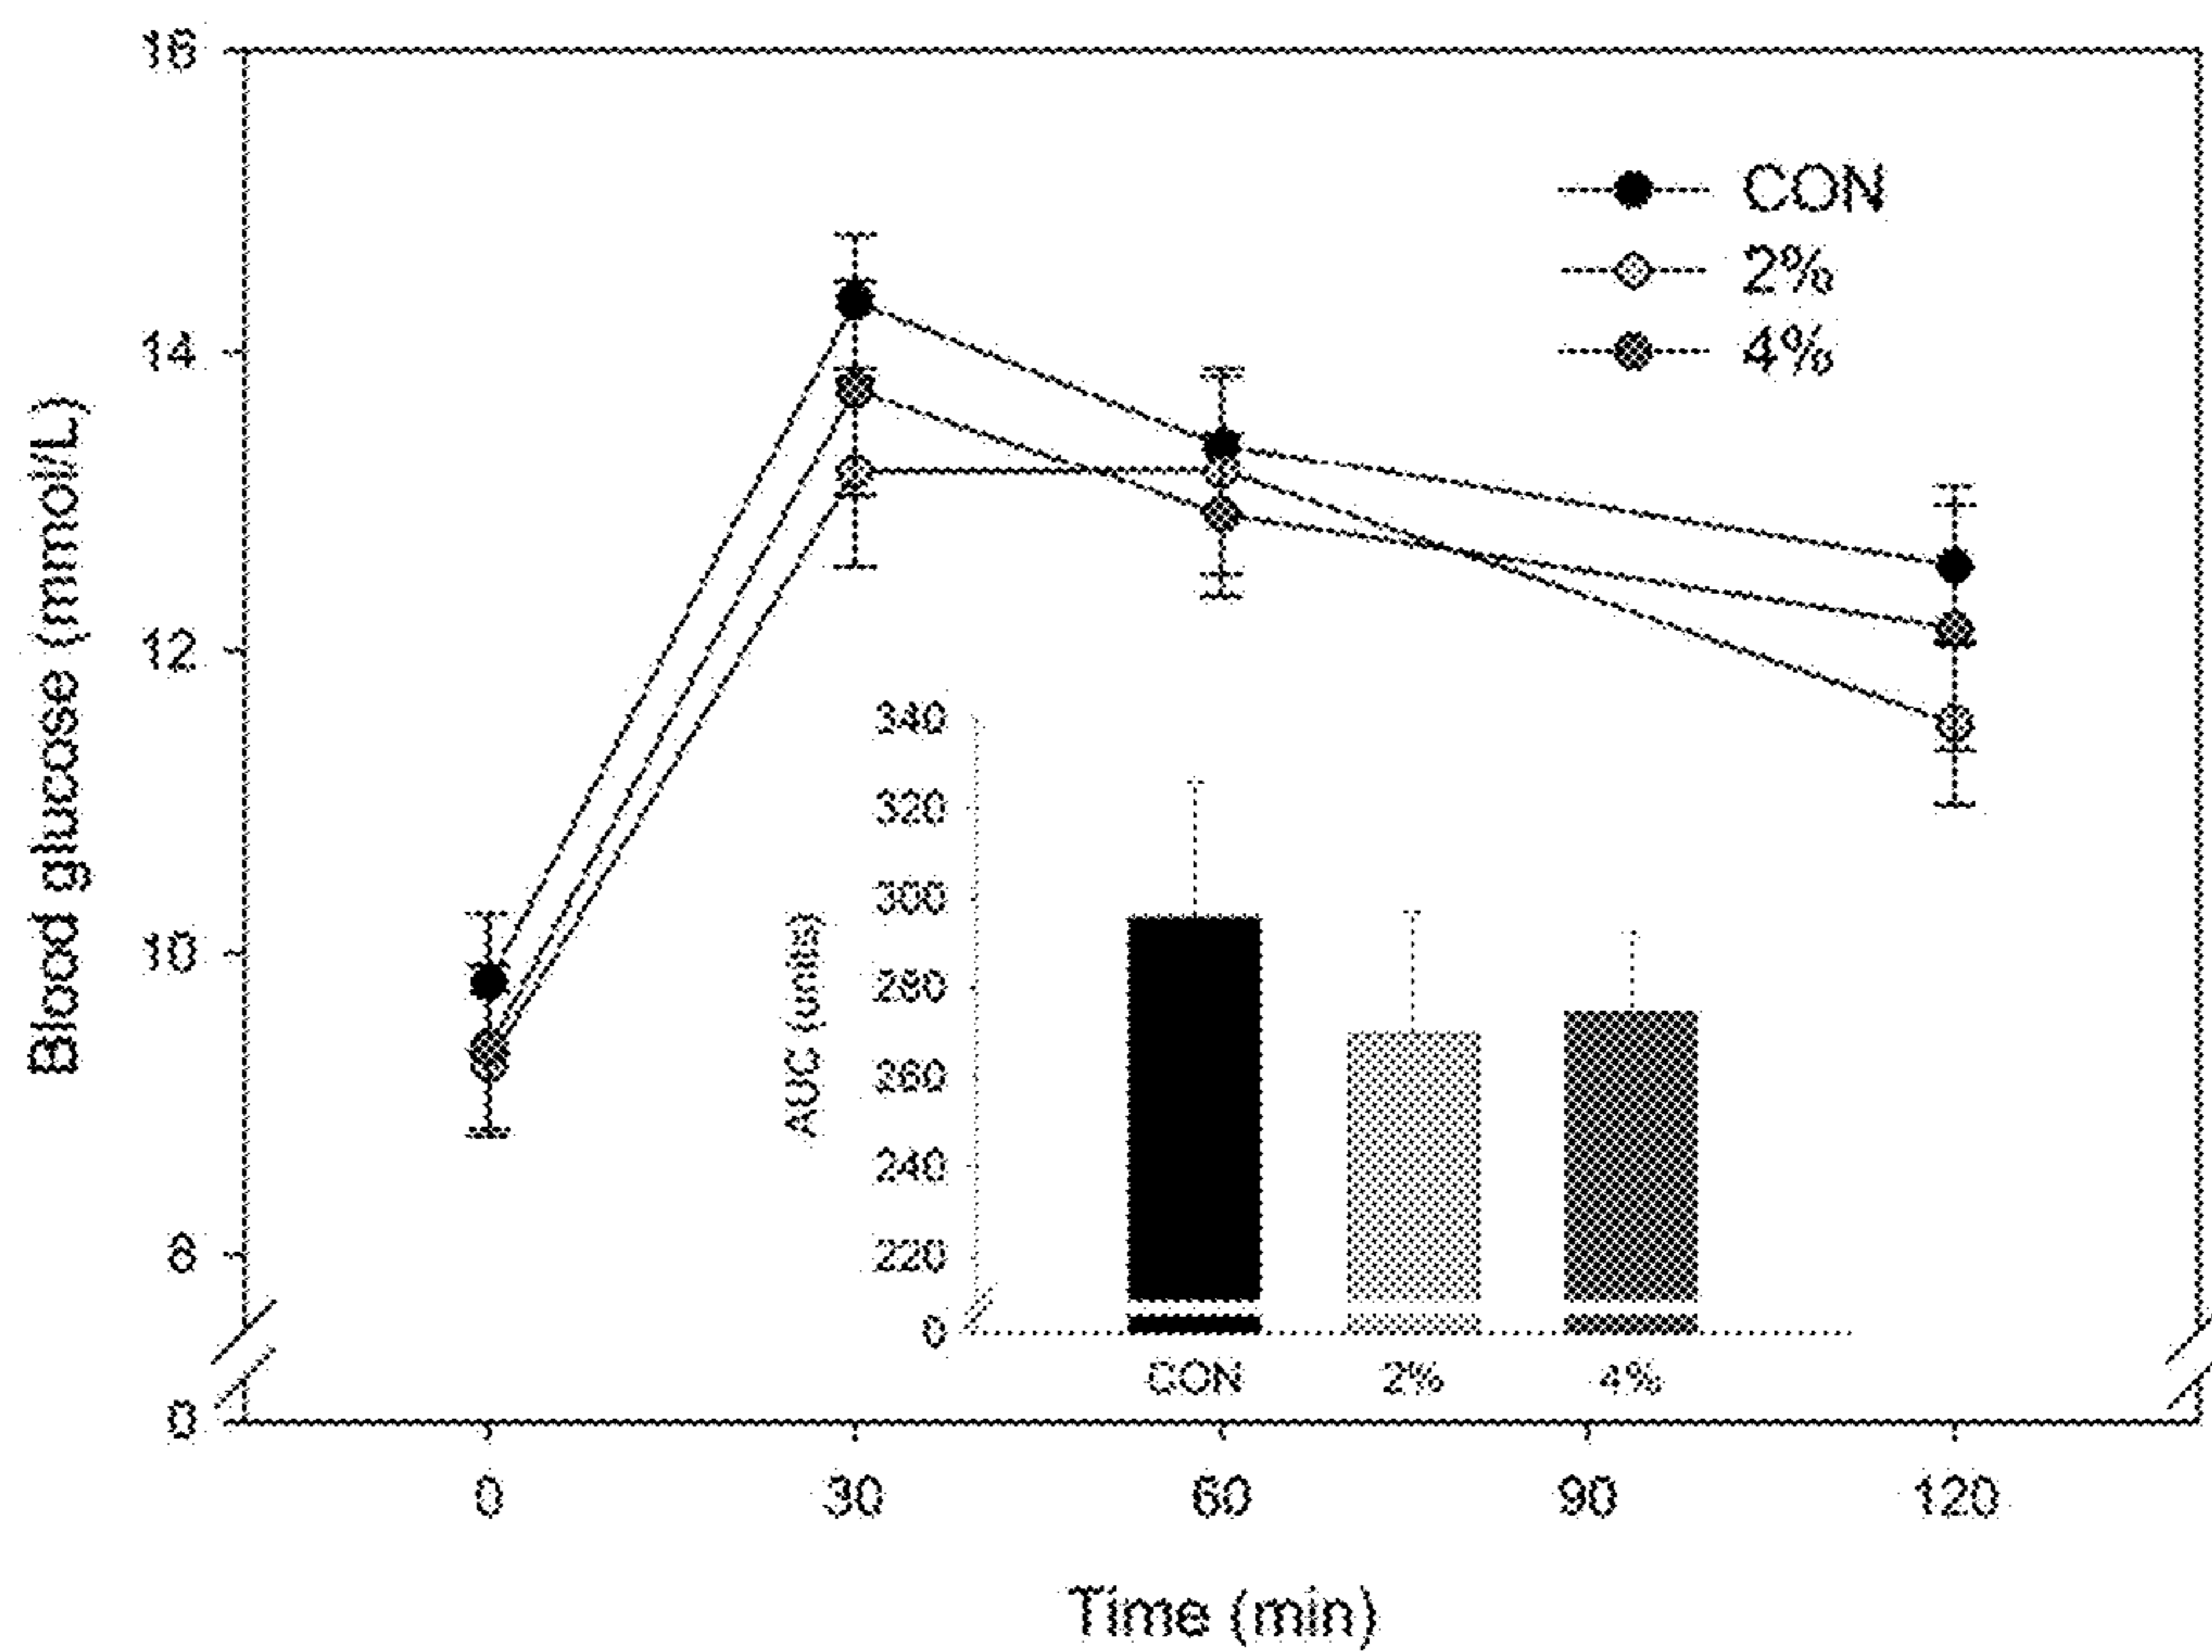 Blood glucose (mmol/L)
16
14
12
10
8
0
CON
2%
4%
AUC (units)
340
320
300
280
260
240
220
0
CON 2% 4%
0 30 60 90 120
Time (min)